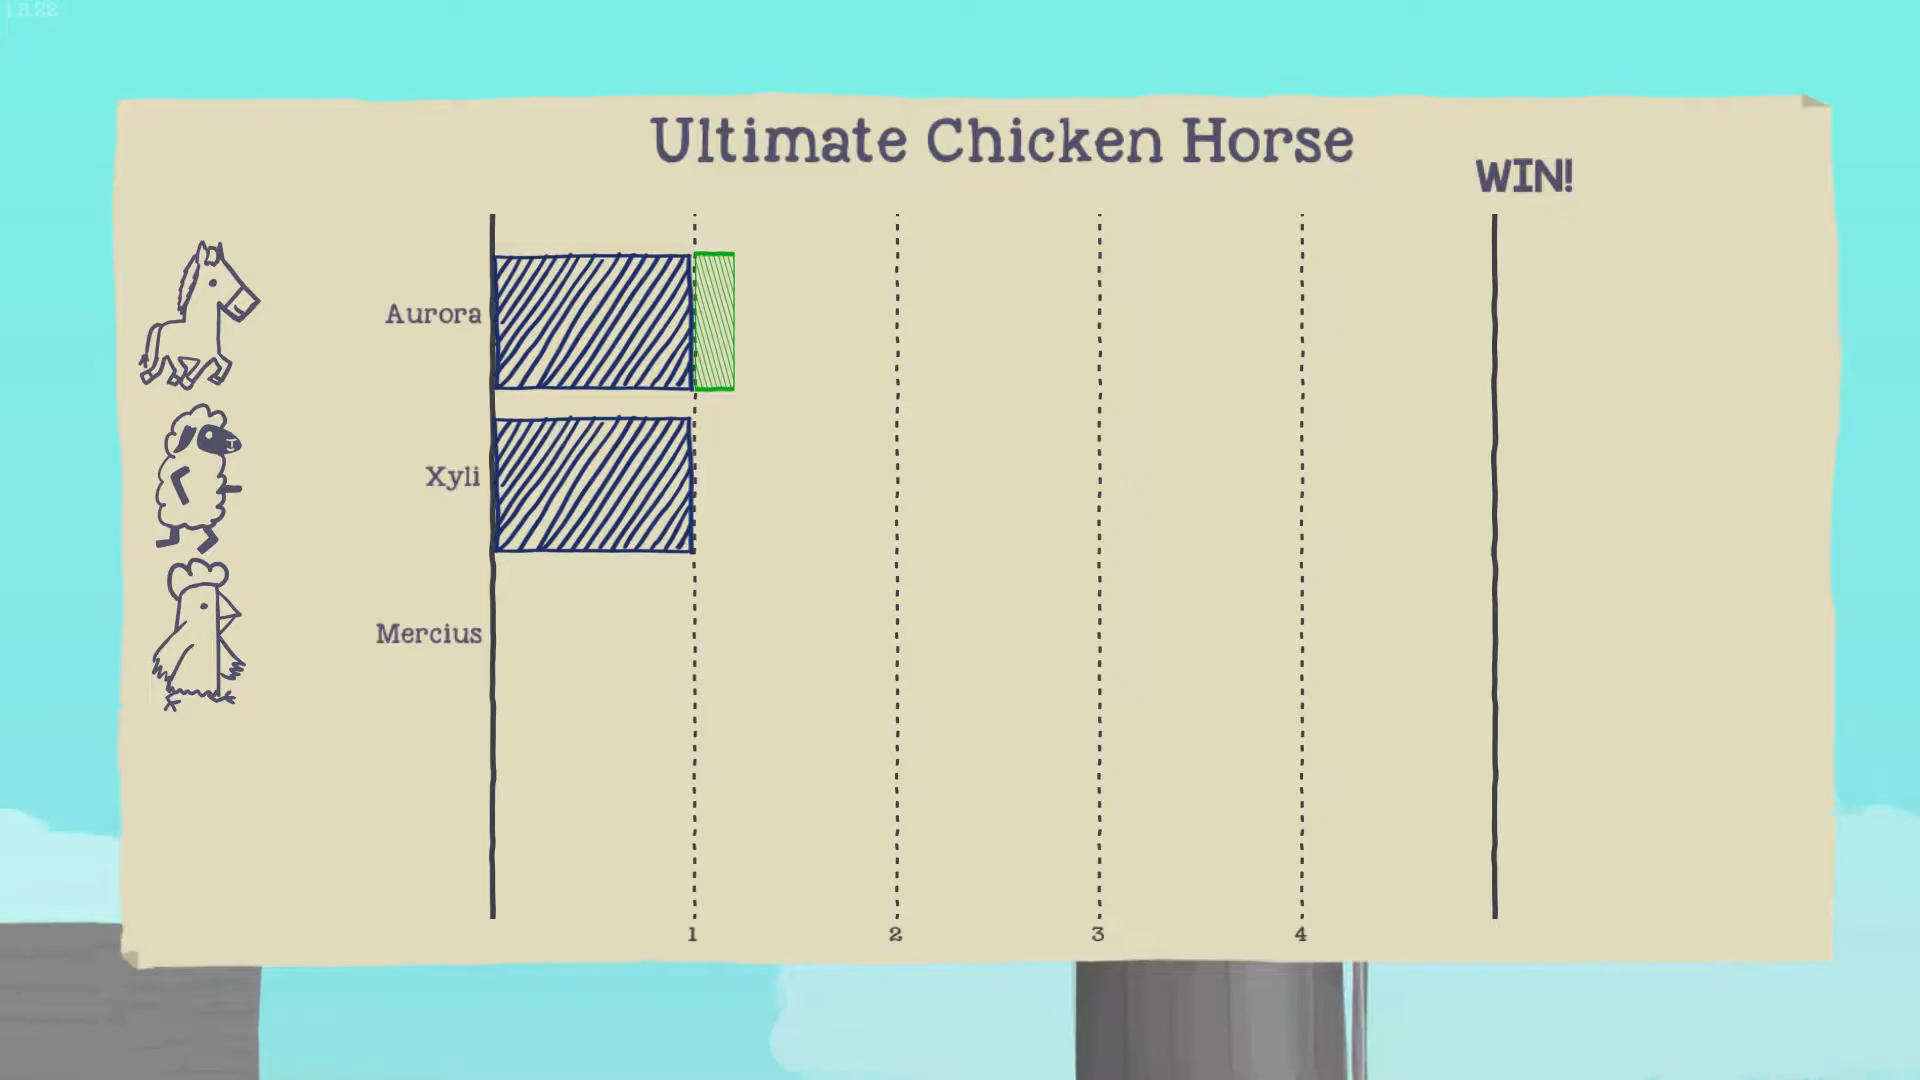 Ultimate Chicken Horse
WIN!
Aurora
Xyli
Mercius
1 2 3 4